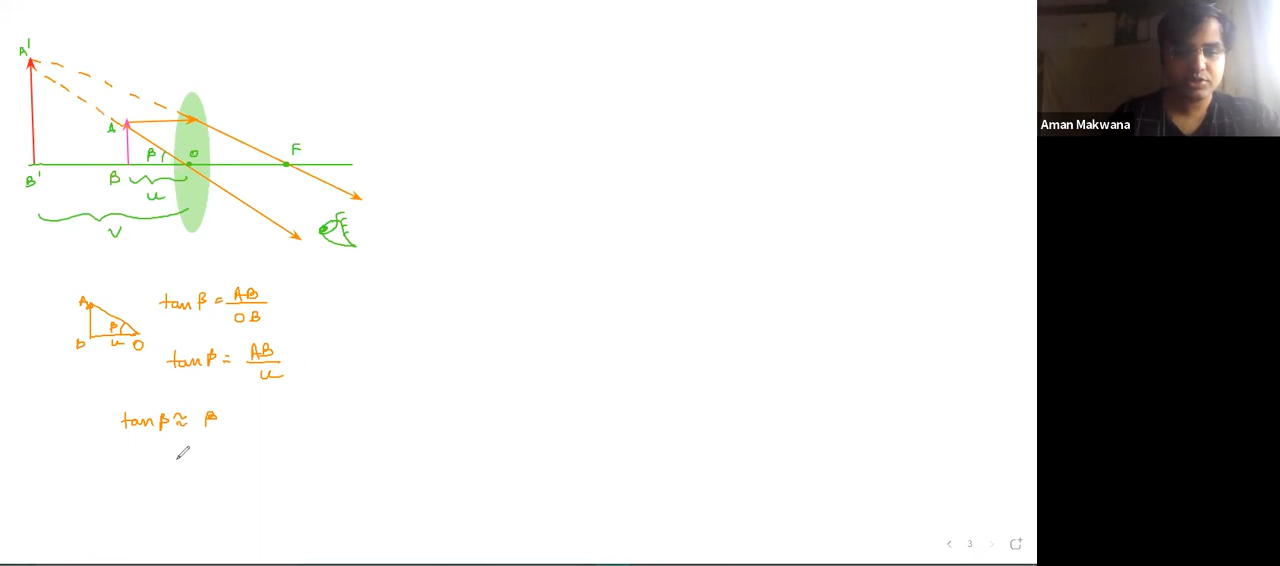 A'
A
β
O
F
B'
B
u
v
A
β
B
u
O
tan β = AB / OB
tan β = AB / u
tan β ≈ β
Aman Makwana
3